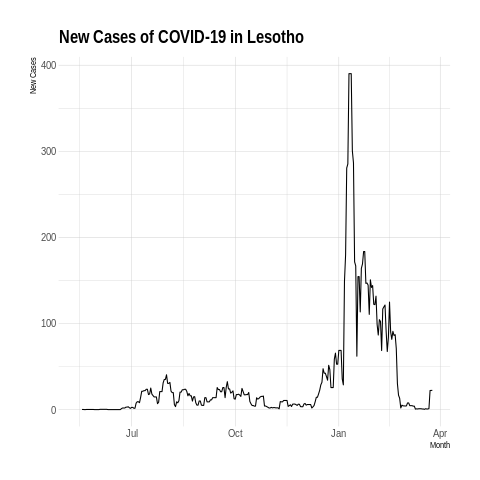 New Cases of COVID-19 in Lesotho
New Cases
400
300
200
100
0
Jul
Oct
Jan
Apr
Month